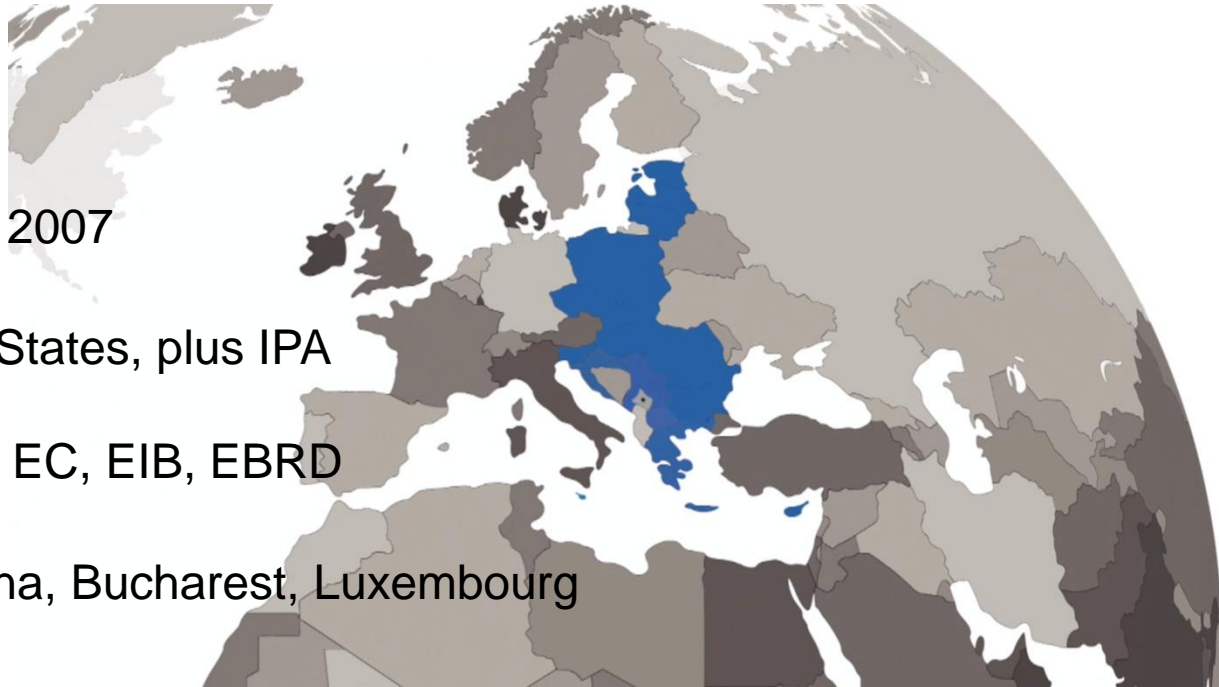 2007
States, plus IPA
EC, EIB, EBRD
na, Bucharest, Luxembourg